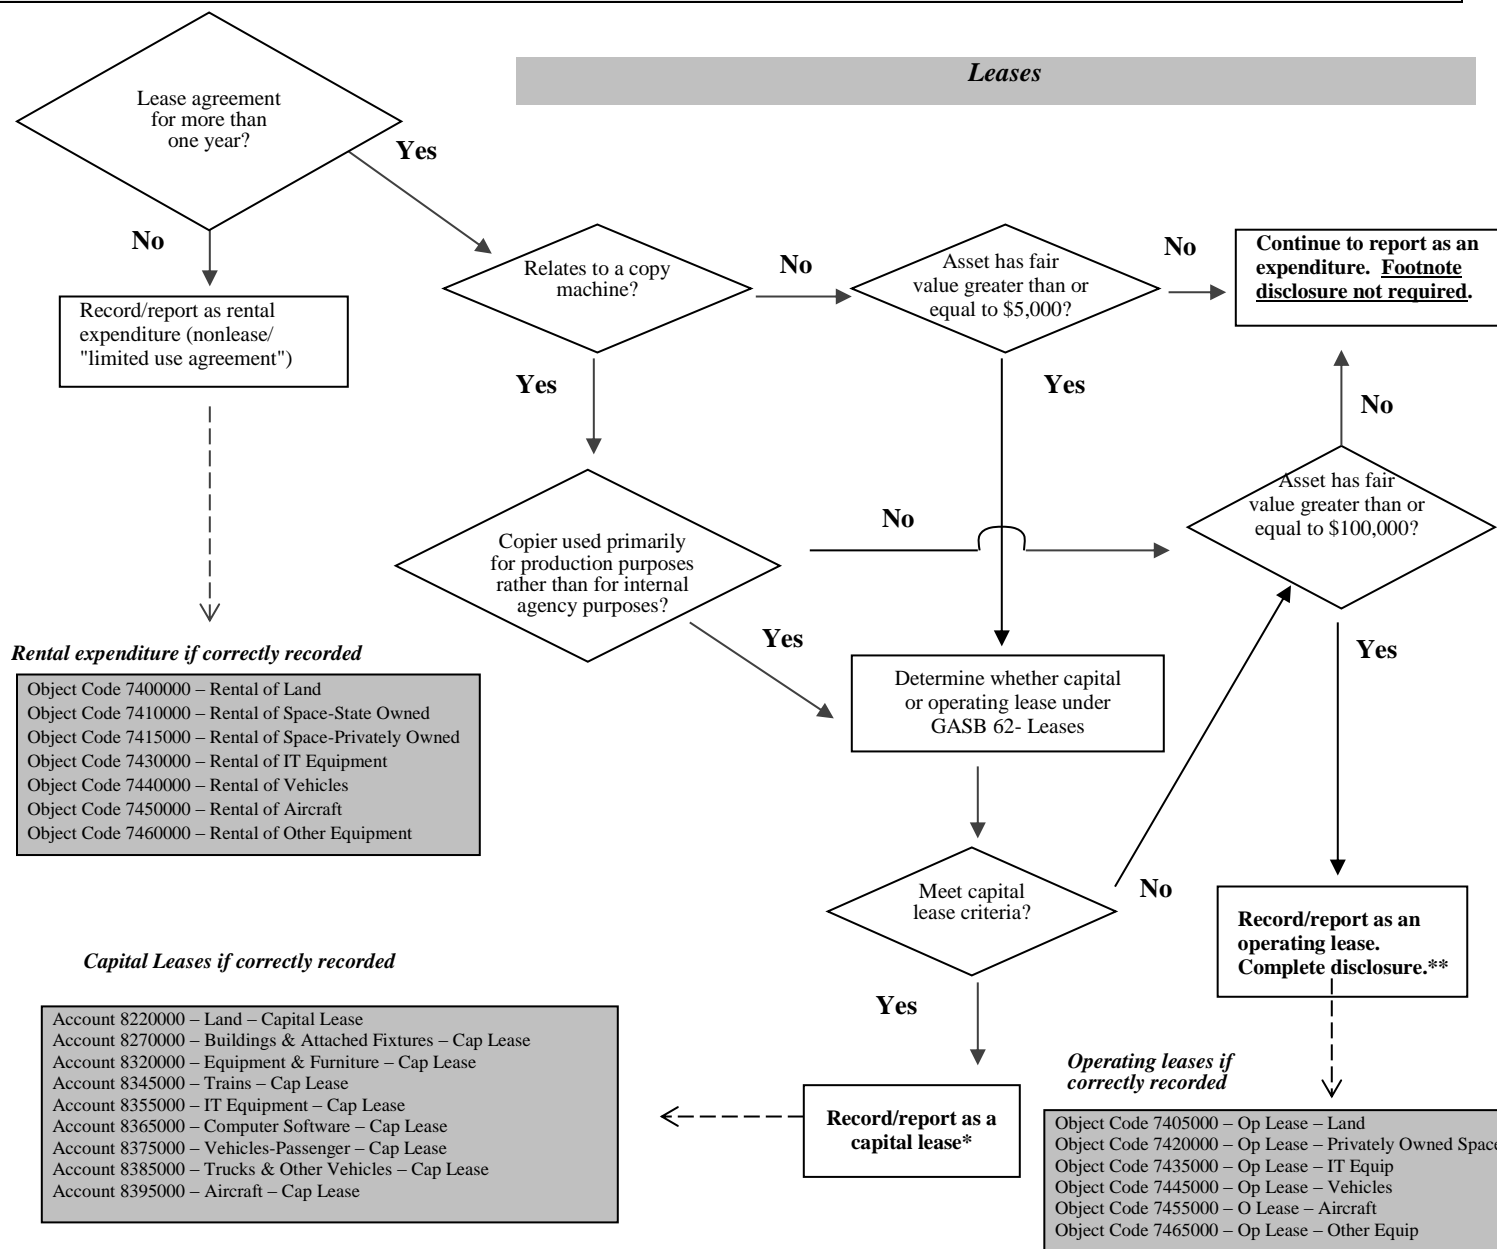 Leases
Lease agreement
for more than
one year?
Yes
No
Relates to a copy
machine?
No
Asset has fair
value greater than or
equal to $5,000?
No
Continue to report as an
expenditure.  Footnote
disclosure not required.
Record/report as rental
expenditure (nonlease/
"limited use agreement")
Yes
Yes
No
Asset has fair
value greater than or
equal to $100,000?
No
Copier used primarily
for production purposes
rather than for internal
agency purposes?
Yes
Yes
Rental expenditure if correctly recorded
Object Code 7400000 – Rental of Land
Object Code 7410000 – Rental of Space-State Owned
Object Code 7415000 – Rental of Space-Privately Owned
Object Code 7430000 – Rental of IT Equipment
Object Code 7440000 – Rental of Vehicles
Object Code 7450000 – Rental of Aircraft
Object Code 7460000 – Rental of Other Equipment
Determine whether capital
or operating lease under
GASB 62- Leases
Meet capital
lease criteria?
No
Record/report as an
operating lease.
Complete disclosure.**
Yes
Capital Leases if correctly recorded
Account 8220000 – Land – Capital Lease
Account 8270000 – Buildings & Attached Fixtures – Cap Lease
Account 8320000 – Equipment & Furniture – Cap Lease
Account 8345000 – Trains – Cap Lease
Account 8355000 – IT Equipment – Cap Lease
Account 8365000 – Computer Software – Cap Lease
Account 8375000 – Vehicles-Passenger – Cap Lease
Account 8385000 – Trucks & Other Vehicles – Cap Lease
Account 8395000 – Aircraft – Cap Lease
Record/report as a
capital lease*
Operating leases if
correctly recorded
Object Code 7405000 – Op Lease – Land
Object Code 7420000 – Op Lease – Privately Owned Space
Object Code 7435000 – Op Lease – IT Equip
Object Code 7445000 – Op Lease – Vehicles
Object Code 7455000 – O Lease – Aircraft
Object Code 7465000 – Op Lease – Other Equip